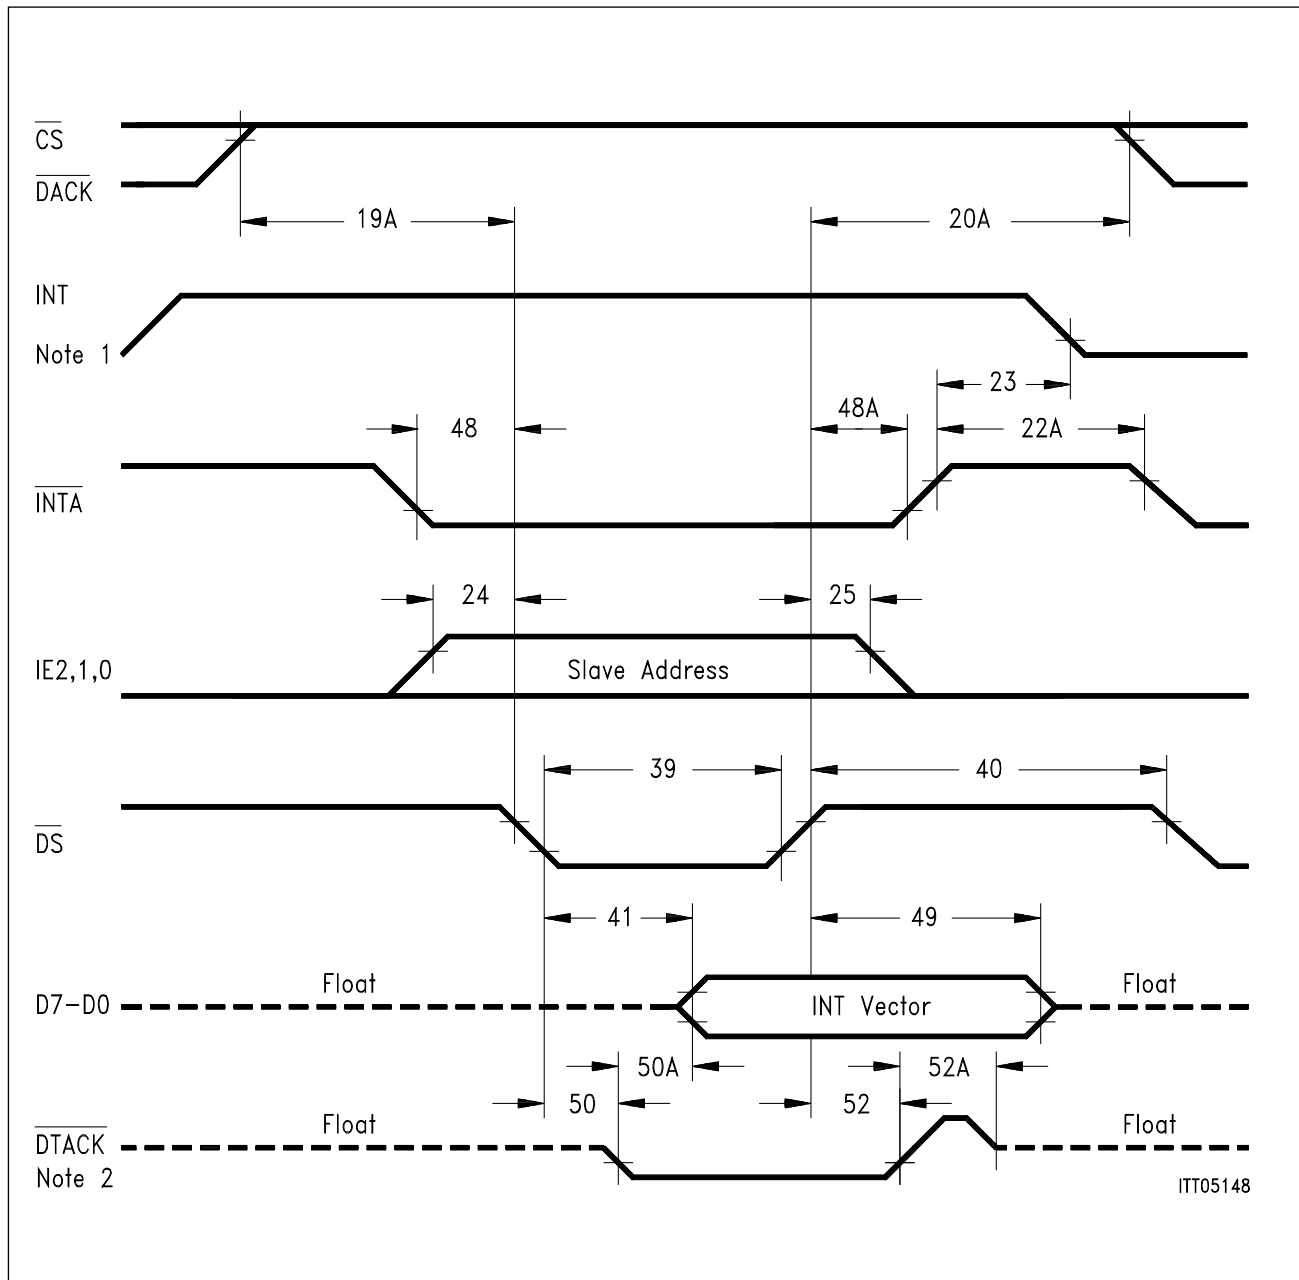 CS
DACK
19A
20A
INT
Note 1
23
48
48A
22A
INTA
24
25
IE2,1,0
Slave Address
39
40
DS
41
49
Float
Float
D7-D0
INT Vector
50A
52A
50
52
Float
Float
DTACK
Note 2
ITT05148